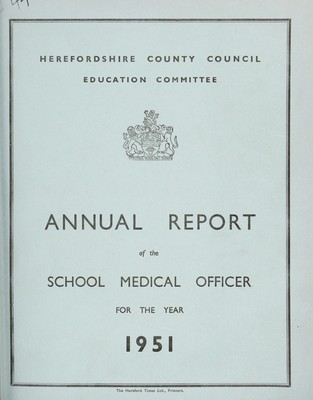 HEREFORDSHIRE COUNTY COUNCIL
EDUCATION COMMITTEE
ANNUAL REPORT
of the
SCHOOL MEDICAL OFFICER
FOR THE YEAR
1951
The Hereford Times Ltd., Printers.